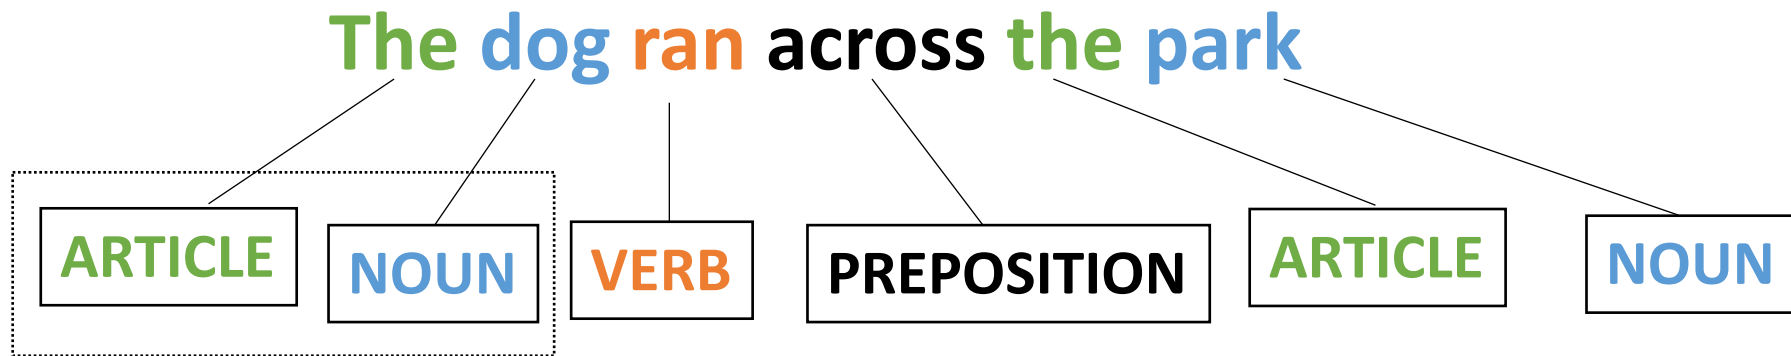 The dog ran across the park
ARTICLE NOUN VERB PREPOSITION ARTICLE NOUN